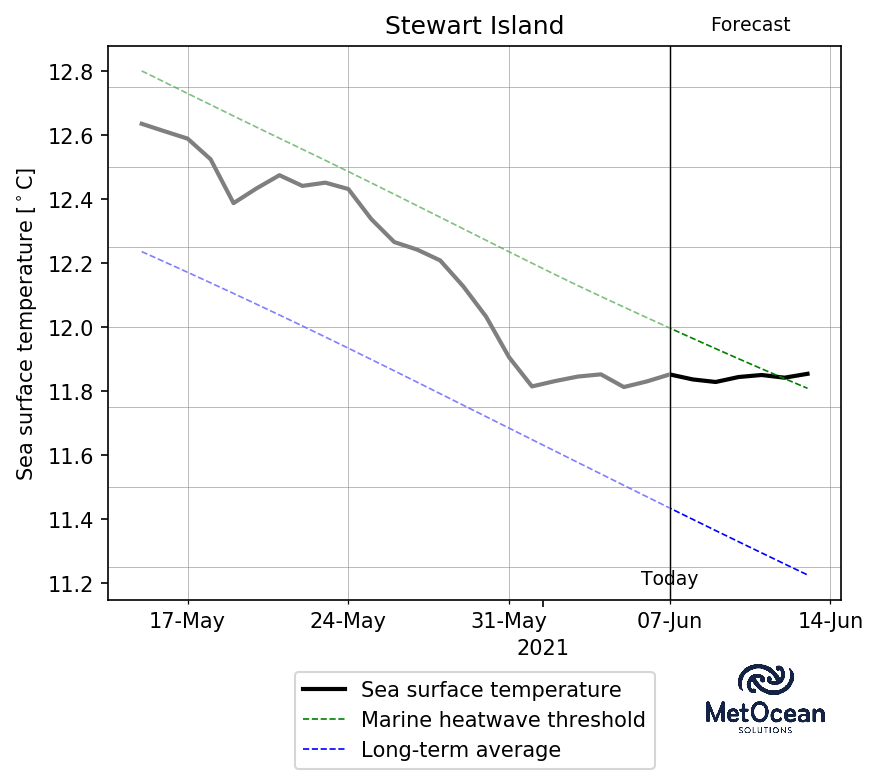 Stewart Island
Forecast
Sea surface temperature [°C]
12.8
12.6
12.4
12.2
12.0
11.8
11.6
11.4
11.2
Today
17-May
24-May
31-May
07-Jun
14-Jun
2021
Sea surface temperature
Marine heatwave threshold
Long-term average
MetOcean
SOLUTIONS